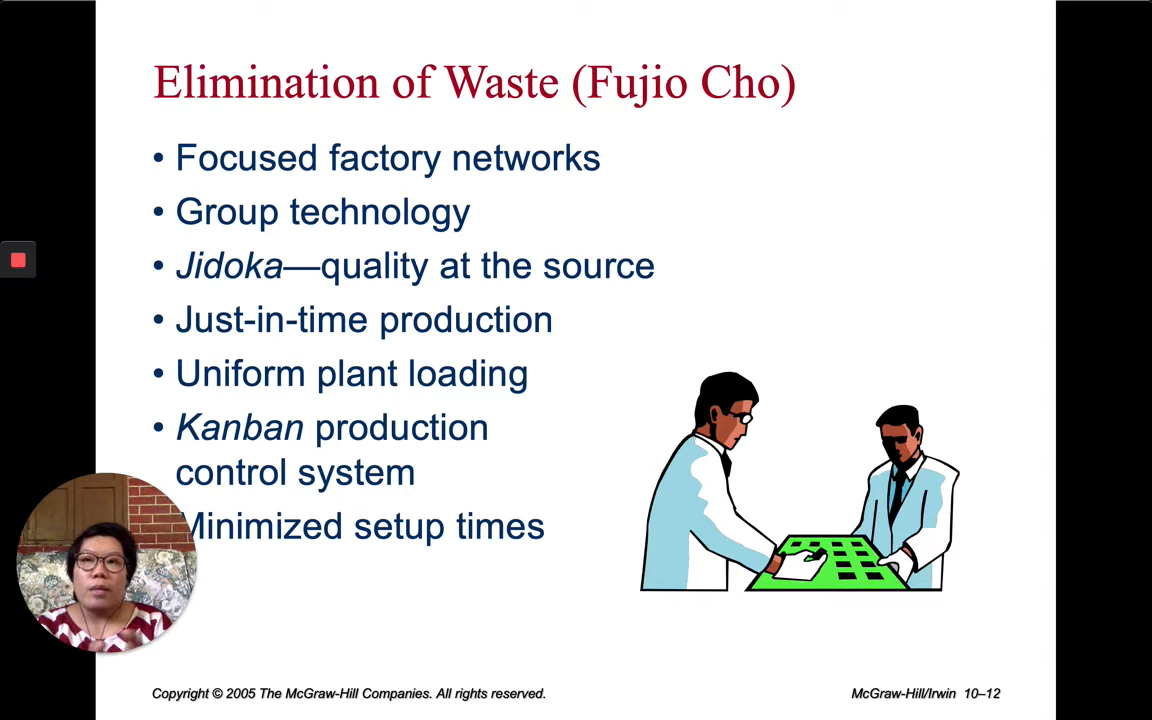 Elimination of Waste (Fujio Cho)
• Focused factory networks
• Group technology
• Jidoka—quality at the source
• Just-in-time production
• Uniform plant loading
• Kanban production
control system
Minimized setup times
Copyright © 2005 The McGraw-Hill Companies. All rights reserved.
McGraw-Hill/Irwin 10–12